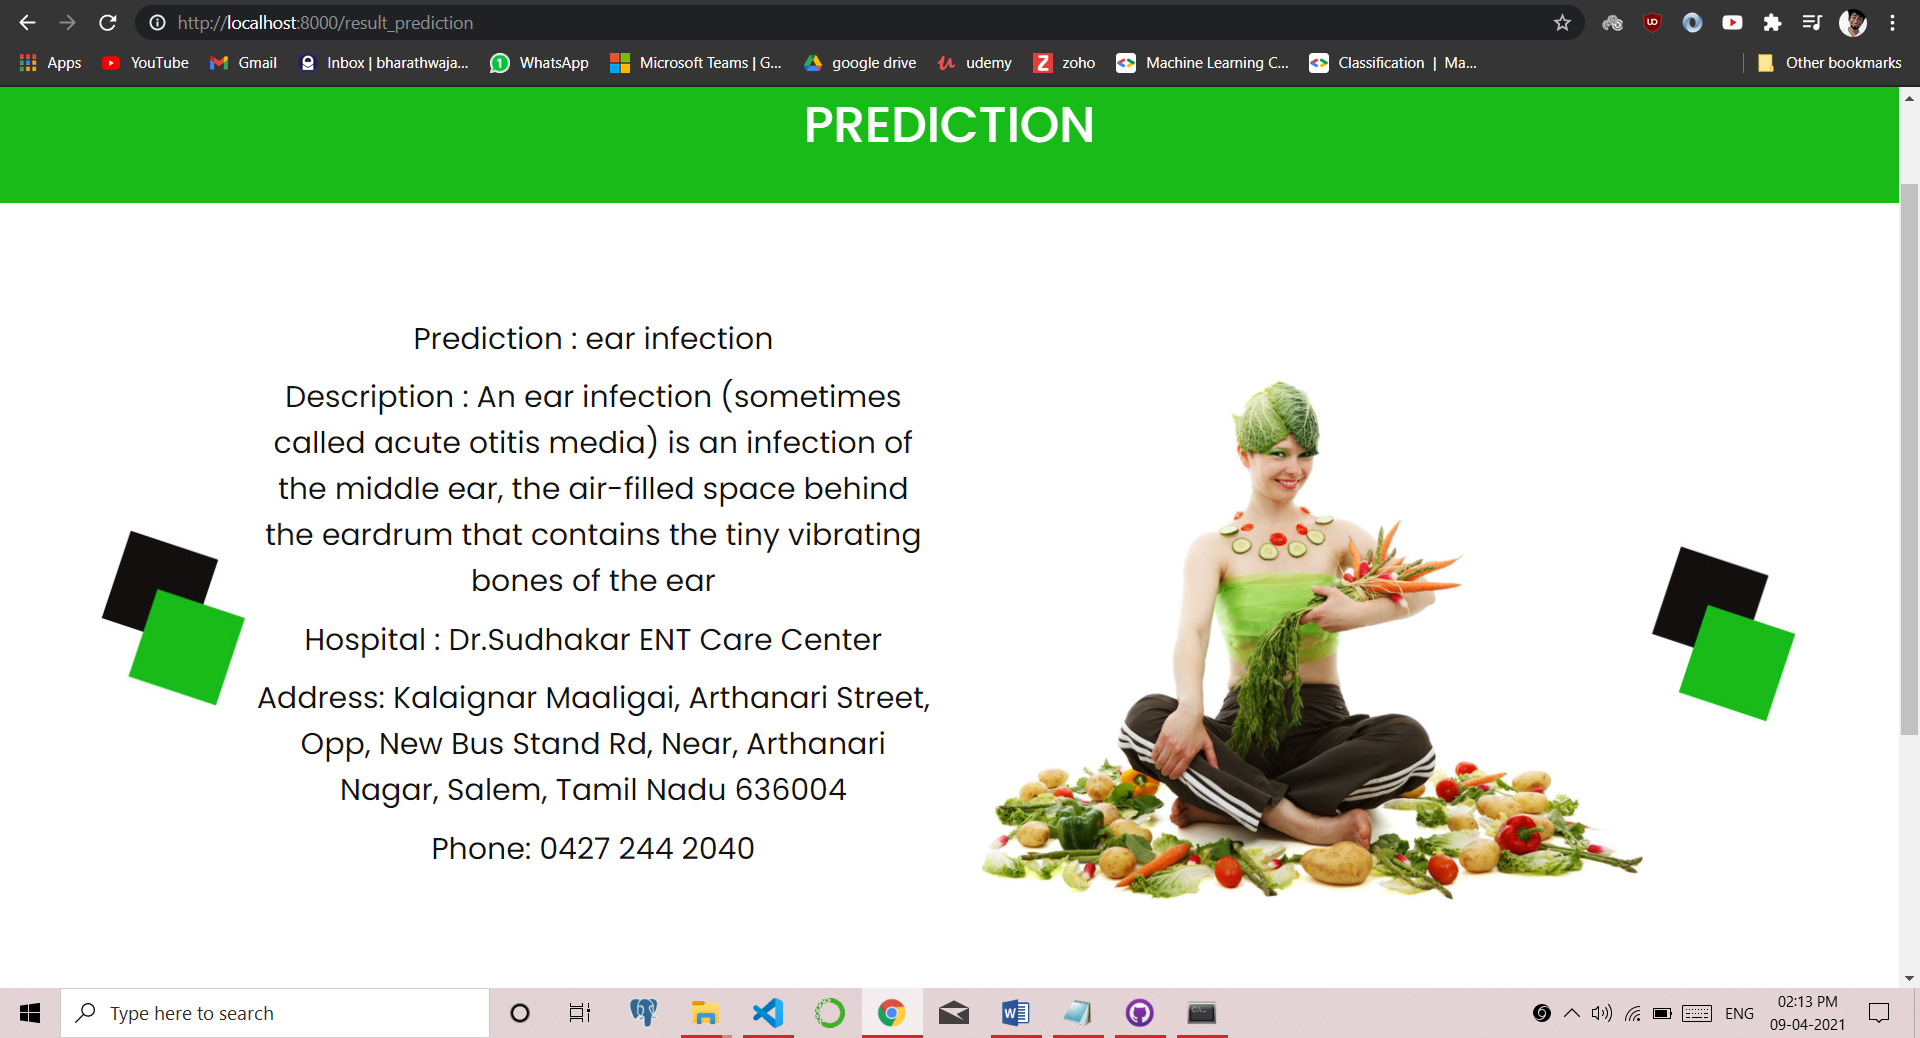 http://localhost:8000/result_prediction
Apps YouTube Gmail Inbox | bharathwaja... WhatsApp Microsoft Teams | G... google drive udemy zoho Machine Learning C... Classification | Ma... Other bookmarks
PREDICTION
Prediction : ear infection
Description : An ear infection (sometimes
called acute otitis media) is an infection of
the middle ear, the air-filled space behind
the eardrum that contains the tiny vibrating
bones of the ear
Hospital : Dr.Sudhakar ENT Care Center
Address: Kalaignar Maaligai, Arthanari Street,
Opp, New Bus Stand Rd, Near, Arthanari
Nagar, Salem, Tamil Nadu 636004
Phone: 0427 244 2040
Type here to search
ENG
02:13 PM
09-04-2021